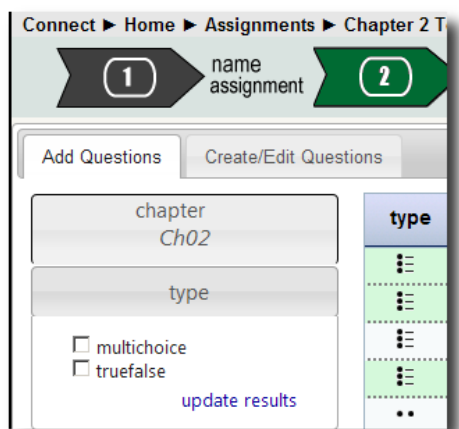 Connect ► Home ► Assignments ► Chapter 2
1 name assignment 2
Add Questions Create/Edit Questions
chapter
Ch02
type
type
multichoice
truefalse
update results